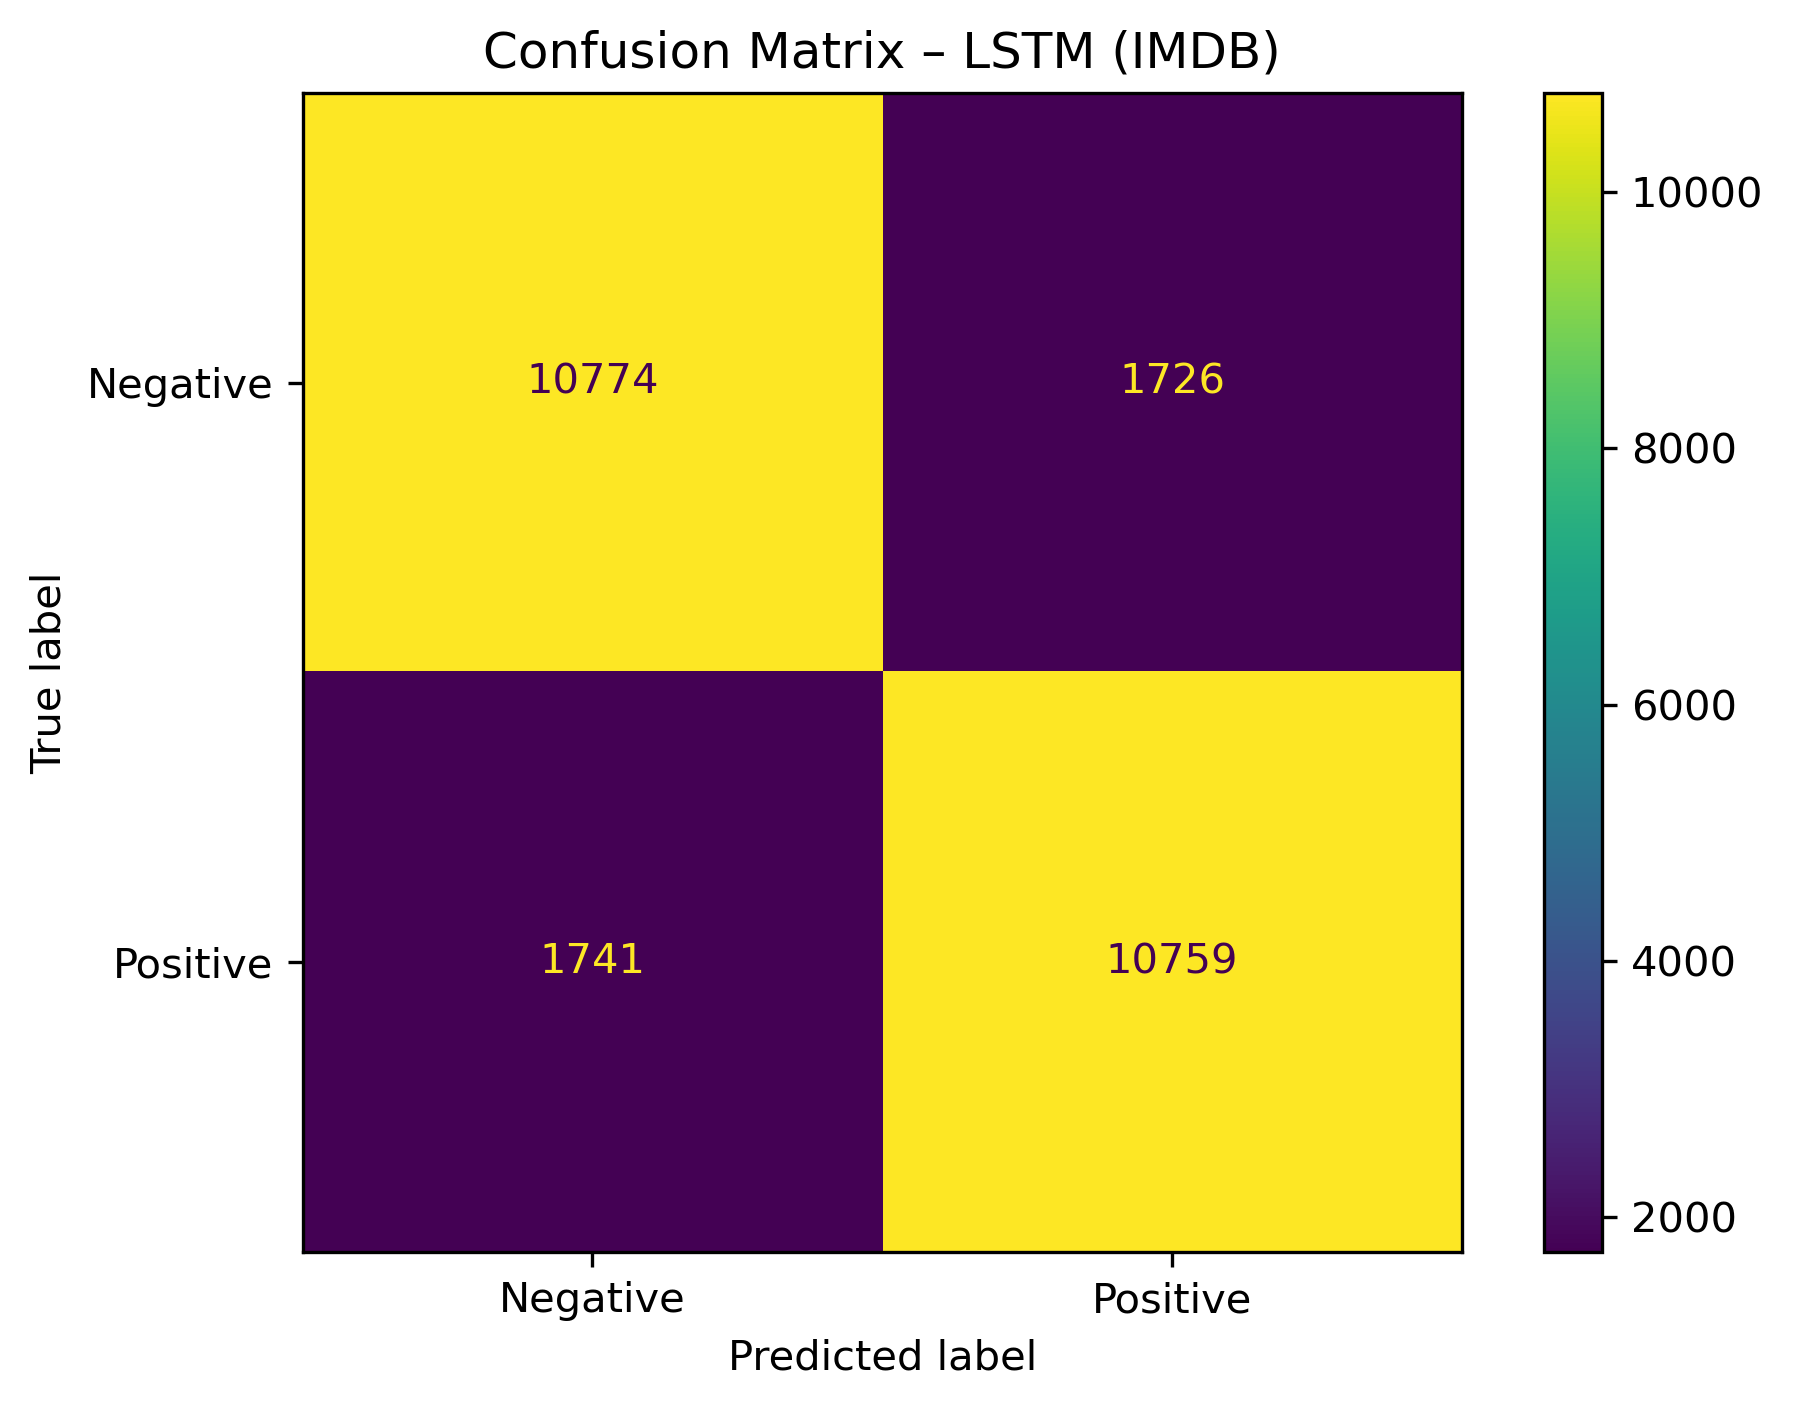 Confusion Matrix – LSTM (IMDB)
True label
Negative
Positive
10774
1726
1741
10759
Negative
Positive
Predicted label
10000
8000
6000
4000
2000